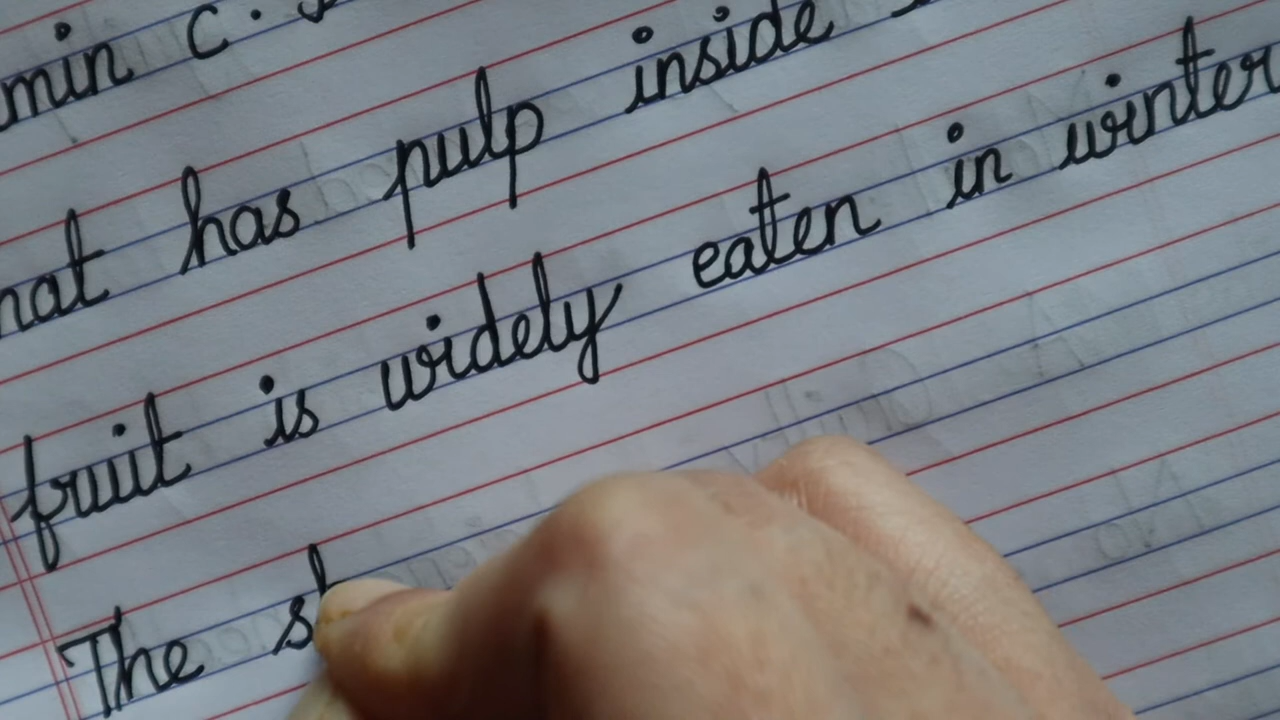 min c.
hat has pulp inside
fruit is widely eaten in winter
The s